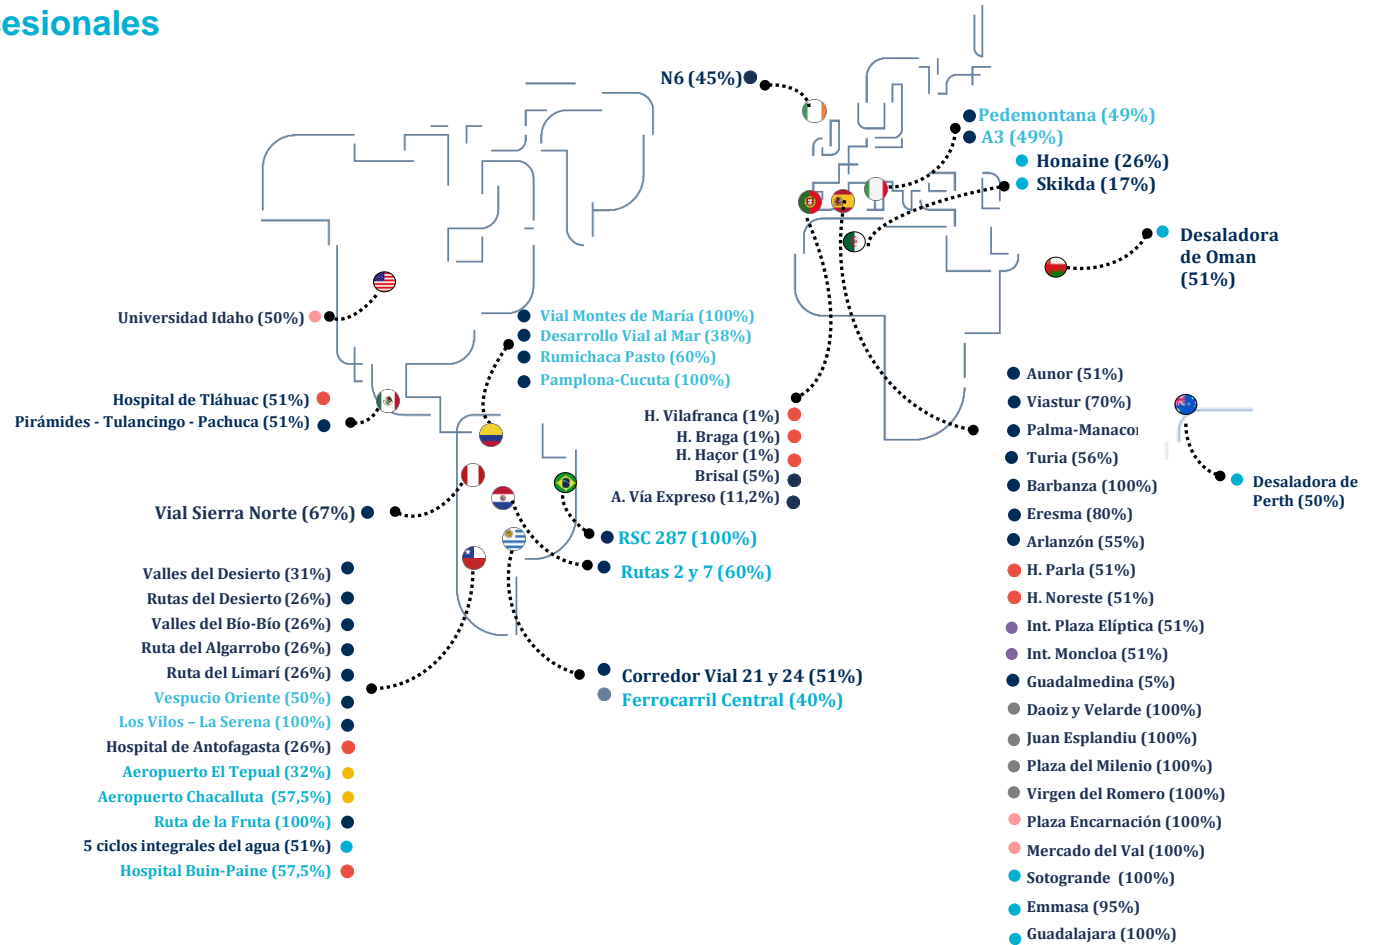 cesionales
N6 (45%)
Pedemontana (49%)
A3 (49%)
Honaine (26%)
Skikda (17%)
Desaladora
de Oman
(51%)
Universidad Idaho (50%)
Vial Montes de María (100%)
Desarrollo Vial al Mar (38%)
Rumichaca Pasto (60%)
Pamplona-Cucuta (100%)
Hospital de Tláhuac (51%)
Pirámides - Tulancingo - Pachuca (51%)
H. Vilafranca (1%)
H. Braga (1%)
H. Haçor (1%)
Brisal (5%)
A. Vía Expreso (11,2%)
Vial Sierra Norte (67%)
RSC 287 (100%)
Rutas 2 y 7 (60%)
Corredor Vial 21 y 24 (51%)
Ferrocarril Central (40%)
Valles del Desierto (31%)
Rutas del Desierto (26%)
Valles del Bío-Bío (26%)
Ruta del Algarrobo (26%)
Ruta del Limarí (26%)
Vespucio Oriente (50%)
Los Vilos – La Serena (100%)
Hospital de Antofagasta (26%)
Aeropuerto El Tepual (32%)
Aeropuerto Chacalluta (57,5%)
Ruta de la Fruta (100%)
5 ciclos integrales del agua (51%)
Hospital Buin-Paine (57,5%)
Aunor (51%)
Viastur (70%)
Palma-Manacor
Turia (56%)
Barbanza (100%)
Eresma (80%)
Arlanzón (55%)
H. Parla (51%)
H. Noreste (51%)
Int. Plaza Elíptica (51%)
Int. Moncloa (51%)
Guadalmedina (5%)
Daoiz y Velarde (100%)
Juan Esplandiu (100%)
Plaza del Milenio (100%)
Virgen del Romero (100%)
Plaza Encarnación (100%)
Mercado del Val (100%)
Sotogrande (100%)
Emmasa (95%)
Guadalajara (100%)
Desaladora de
Perth (50%)